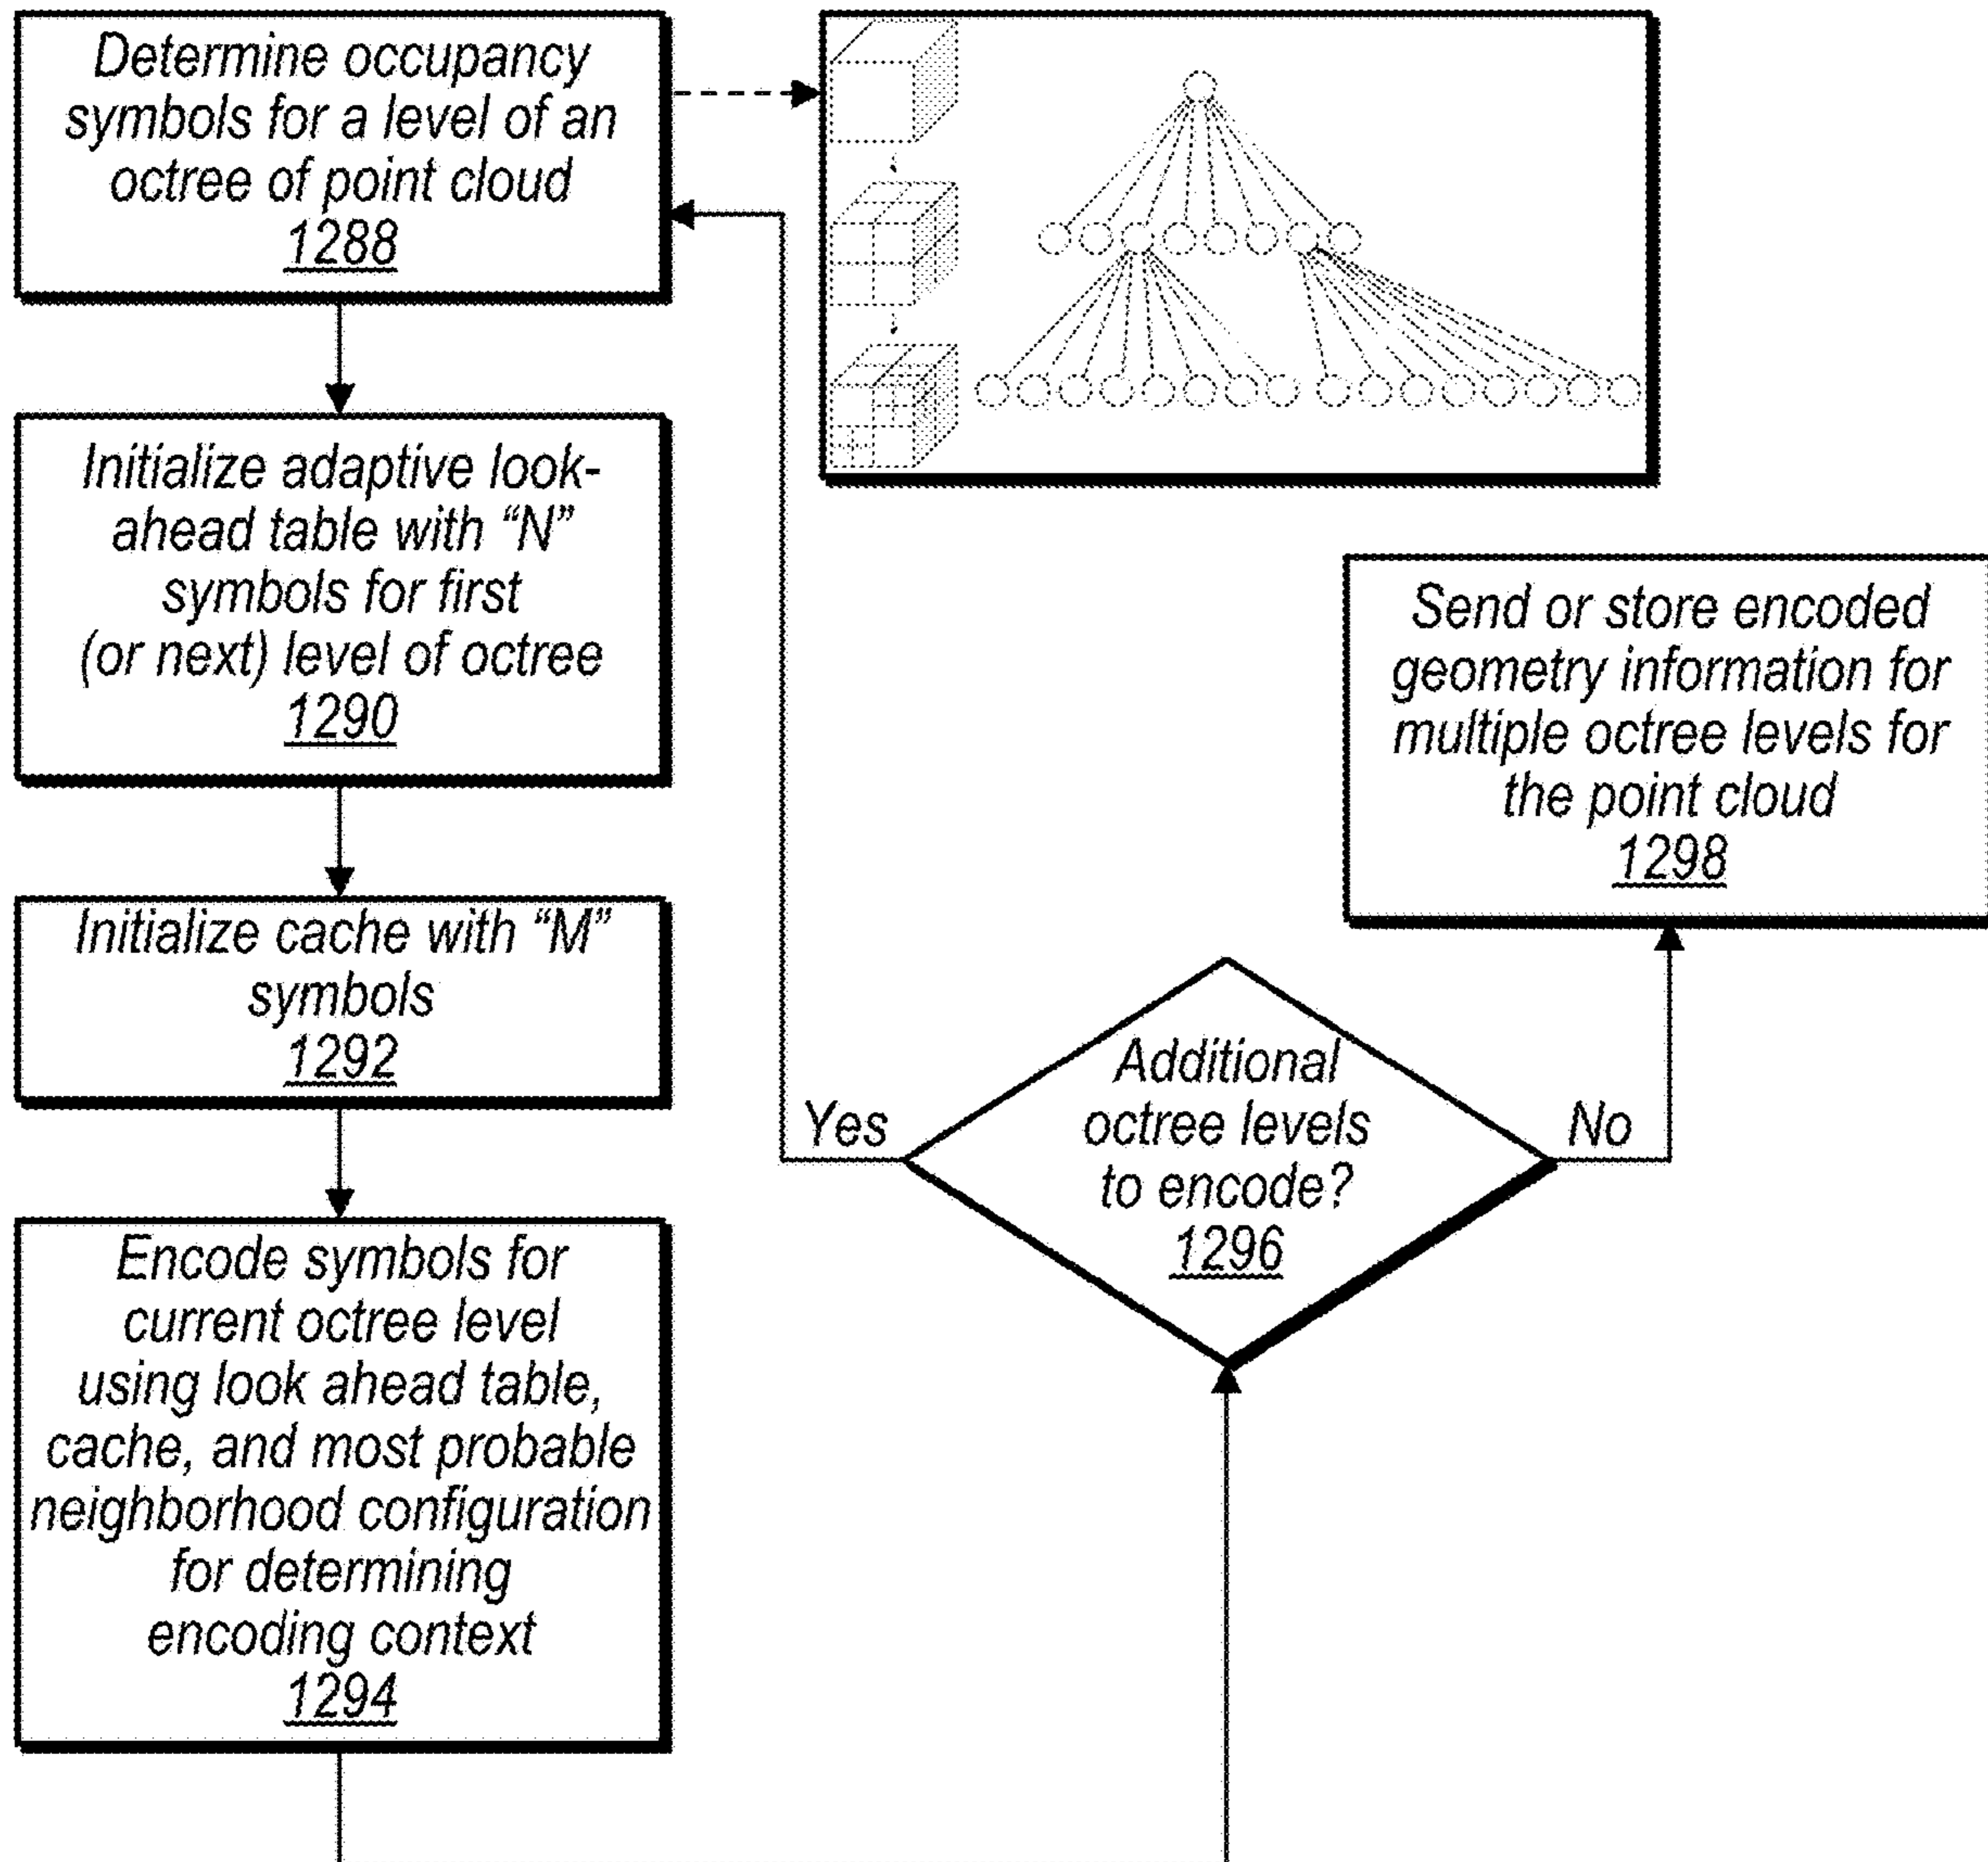 Determine occupancy
symbols for a level of an
octree of point cloud
1288
Initialize adaptive look-
ahead table with “N”
symbols for first
(or next) level of octree
1290
Initialize cache with “M”
symbols
1292
Encode symbols for
current octree level
using look ahead table,
cache, and most probable
neighborhood configuration
for determining
encoding context
1294
Additional
octree levels
to encode?
1296
Yes
No
Send or store encoded
geometry information for
multiple octree levels for
the point cloud
1298